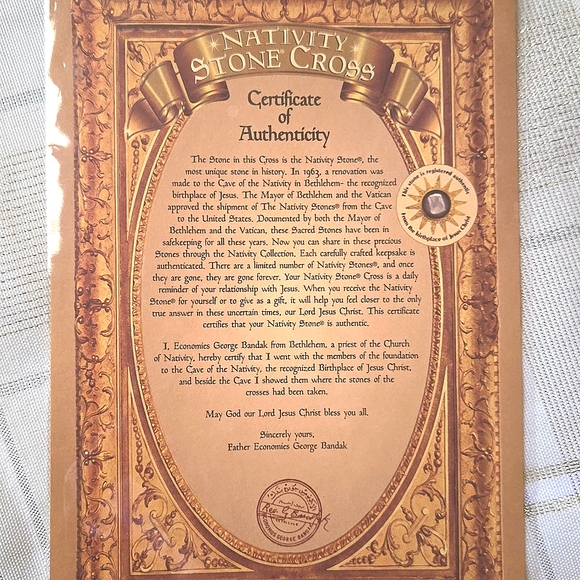 NATIVITY
STONE® CROSS
Certificate
of
Authenticity
The Stone in this Cross is the Nativity Stone®, the
most unique stone in history. In 1963, a renovation was
made to the Cave of the Nativity in Bethlehem- the recognized
birthplace of Jesus. The Mayor of Bethlehem and the Vatican
approved the shipment of The Nativity Stones® from the Cave
to the United States. Documented by both the Mayor of
Bethlehem and the Vatican, these Sacred Stones have been in
safekeeping for all these years. Now you can share in these precious
Stones through the Nativity Collection. Each carefully crafted keepsake is
authenticated. There are a limited number of Nativity Stones®, and once
they are gone, they are gone forever. Your Nativity Stone® Cross is a daily
reminder of your relationship with Jesus. When you receive the Nativity
Stone® for yourself or to give as a gift, it will help you feel closer to the only
true answer in these uncertain times, our Lord Jesus Christ. This certificate
certifies that your Nativity Stone® is authentic.
I, Economies George Bandak from Bethlehem, a priest of the Church
of Nativity, hereby certify that I went with the members of the foundation
to the Cave of the Nativity, the recognized Birthplace of Jesus Christ,
and beside the Cave I showed them where the stones of the
crosses had been taken.
May God our Lord Jesus Christ bless you all.
Sincerely yours,
Father Economies George Bandak
This stone is registered authentic,
from the birthplace of Jesus Christ